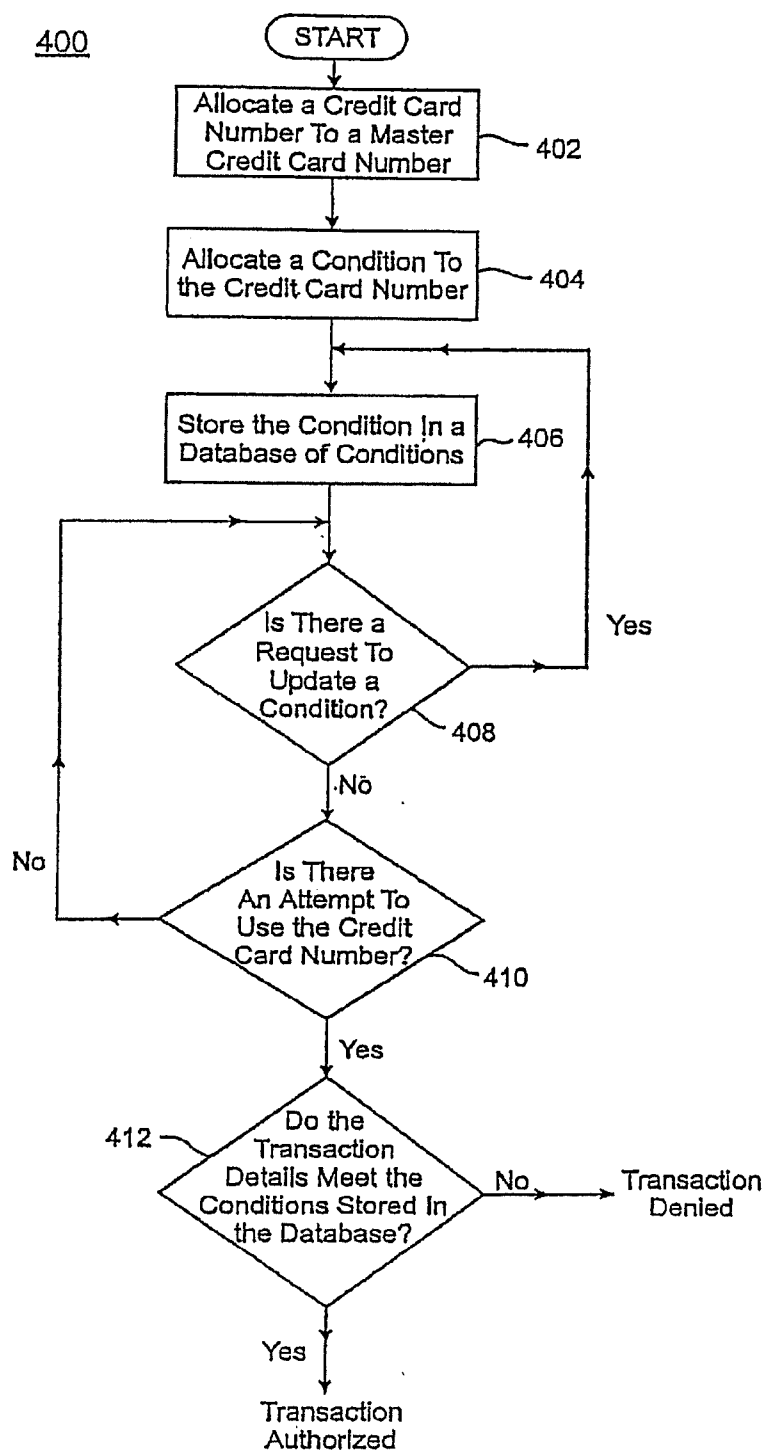 400
START
Allocate a Credit Card
Number To a Master
Credit Card Number
402
Allocate a Condition To
the Credit Card Number
404
Store the Condition In a
Database of Conditions
406
Is There a
Request To
Update a
Condition?
408
Yes
No
Is There
An Attempt To
Use the Credit
Card Number?
410
No
Yes
412
Do the
Transaction
Details Meet the
Conditions Stored In
the Database?
No
Transaction
Denied
Yes
Transaction
Authorized